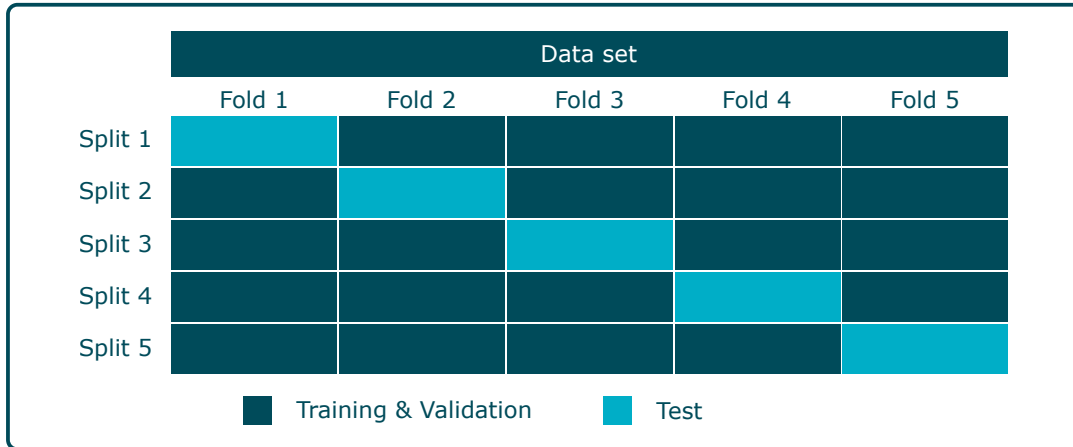 Data set
Fold 1 Fold 2 Fold 3 Fold 4 Fold 5
Split 1
Split 2
Split 3
Split 4
Split 5
Training & Validation Test